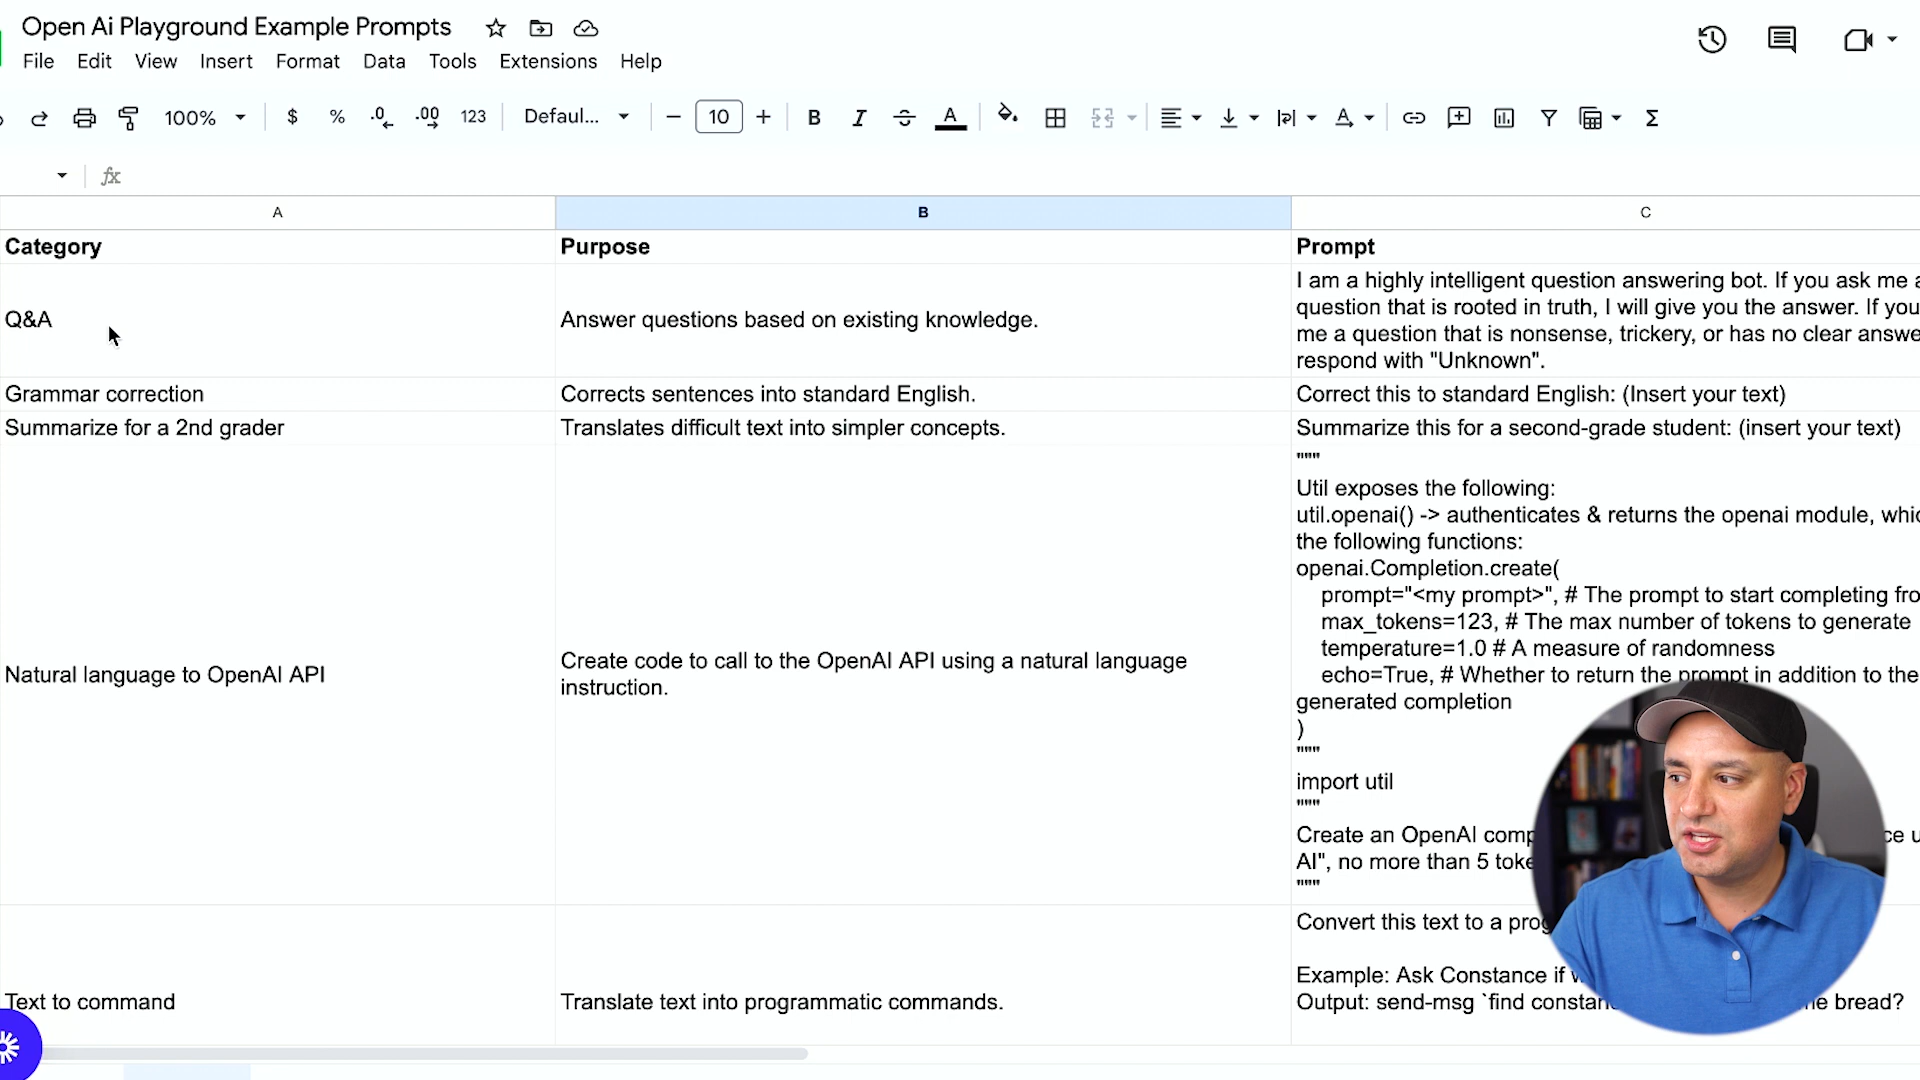 Open Ai Playground Example Prompts
File Edit View Insert Format Data Tools Extensions Help
100% $ % .0 .00 123 Defaul... 10 B I A Σ
fx
A B C
Category Purpose Prompt
Q&A
Answer questions based on existing knowledge.
I am a highly intelligent question answering bot. If you ask me
question that is rooted in truth, I will give you the answer. If you
me a question that is nonsense, trickery, or has no clear
respond with "Unknown".
Grammar correction Corrects sentences into standard English. Correct this to standard English: (Insert your text)
Summarize for a 2nd grader Translates difficult text into simpler concepts. Summarize this for a second-grade student: (insert your text)
Natural language to OpenAI API
Create code to call to the OpenAI API using a natural language
instruction.
"""
Util exposes the following:
util.openai() -> authenticates & returns the openai module,
the following functions:
openai.Completion.create(
prompt="<my prompt>", # The prompt to start completing
max_tokens=123, # The max number of tokens to generate
temperature=1.0 # A measure of randomness
echo=True, # Whether to return the prompt in addition to the
generated completion
)
"""
import util
"""
Create an OpenAI
AI", no more than 5
"""
Text to command
Translate text into programmatic commands.
Convert this text to a
Example: Ask Constance if
Output: send-msg `find bread?